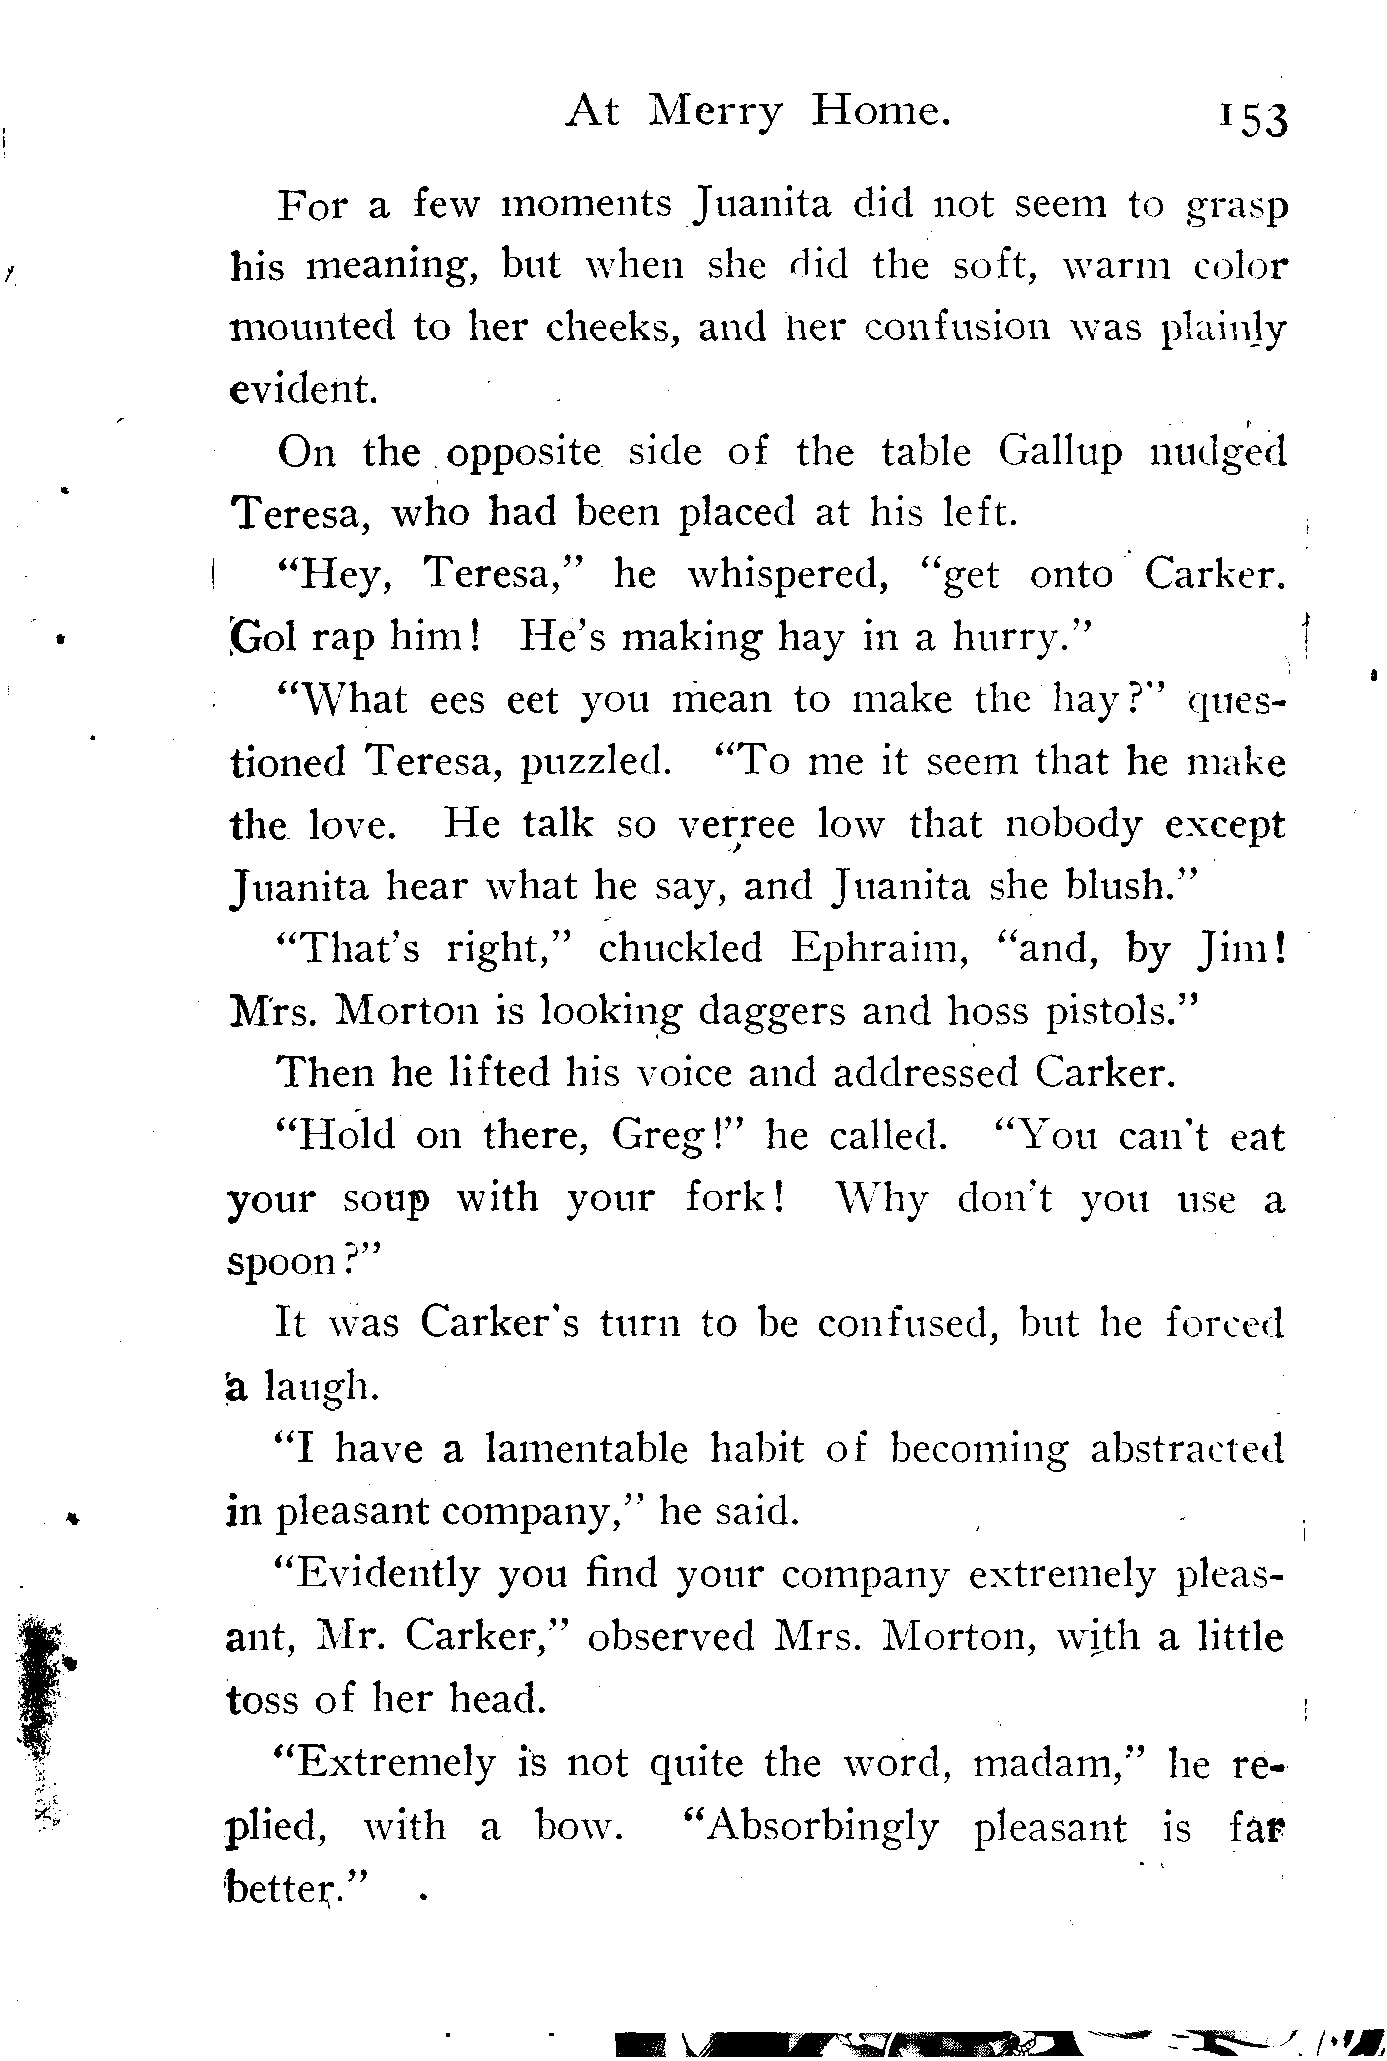 At Merry Home. 153
For a few moments Juanita did not seem to grasp
his meaning, but when she did the soft, warm color
mounted to her cheeks, and her confusion was plainly
evident.
On the opposite side of the table Gallup nudged
Teresa, who had been placed at his left.
“Hey, Teresa,” he whispered, “get onto Carker.
Gol rap him! He’s making hay in a hurry.”
“What ees eet you mean to make the hay?” ques-
tioned Teresa, puzzled. “To me it seem that he make
the love. He talk so verree low that nobody except
Juanita hear what he say, and Juanita she blush.”
“That’s right,” chuckled Ephraim, “and, by Jim!
Mrs. Morton is looking daggers and hoss pistols.”
Then he lifted his voice and addressed Carker.
“Hold on there, Greg!” he called. “You can’t eat
your soup with your fork! Why don’t you use a
spoon?”
It was Carker’s turn to be confused, but he forced
a laugh.
“I have a lamentable habit of becoming abstracted
in pleasant company,” he said.
“Evidently you find your company extremely pleas-
ant, Mr. Carker,” observed Mrs. Morton, with a little
toss of her head.
“Extremely is not quite the word, madam,” he re-
plied, with a bow. “Absorbingly pleasant is far
better.”